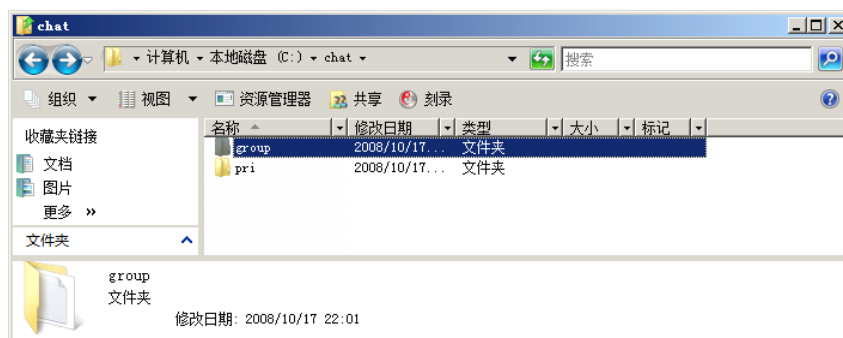 chat
计算机 本地磁盘 (C:) chat 搜索
组织 视图 资源管理器 共享 刻录
收藏夹链接
文档
图片
更多 »
文件夹
名称 修改日期 类型 大小 标记
group 2008/10/17... 文件夹
pri 2008/10/17... 文件夹
group
文件夹
修改日期: 2008/10/17 22:01